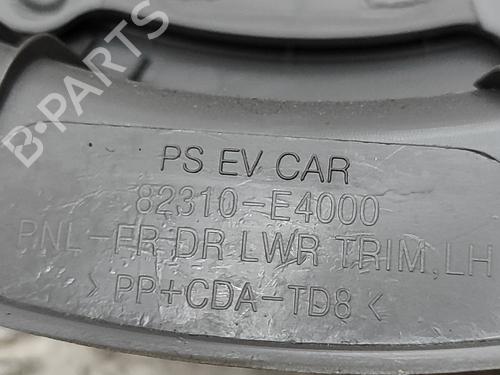 B-PARTS
PS EV CAR
82310-E4000
PNL-FR DR LWR TRIM, LH
> PP+CDA-TD8 <